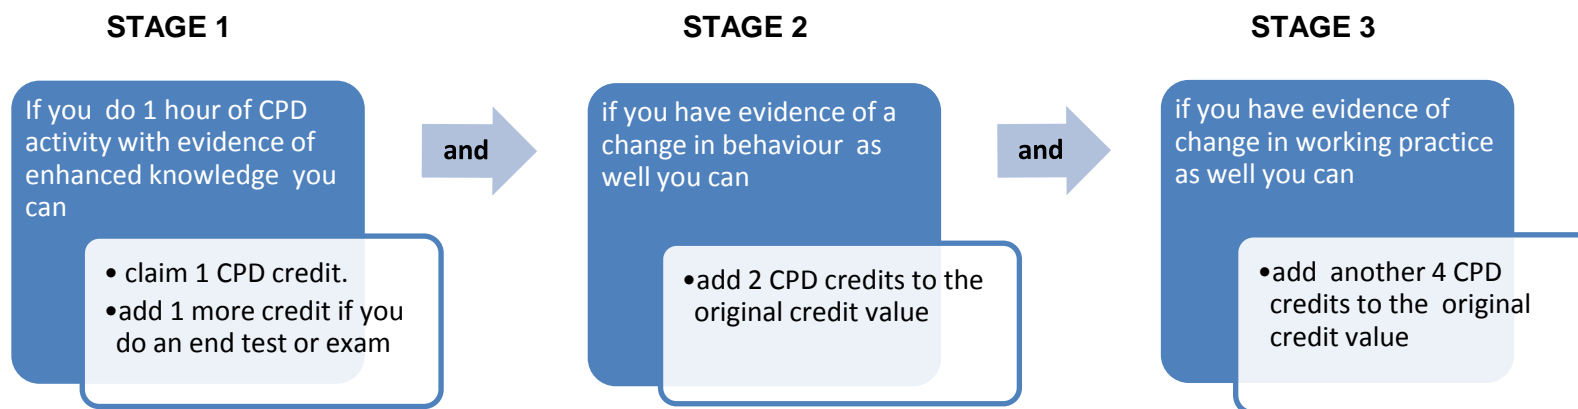 STAGE 1
If you do 1 hour of CPD
activity with evidence of
enhanced knowledge you
can
• claim 1 CPD credit.
•add 1 more credit if you
do an end test or exam
and
STAGE 2
if you have evidence of a
change in behaviour as
well you can
•add 2 CPD credits to the
original credit value
and
STAGE 3
if you have evidence of
change in working practice
as well you can
•add another 4 CPD
credits to the original
credit value